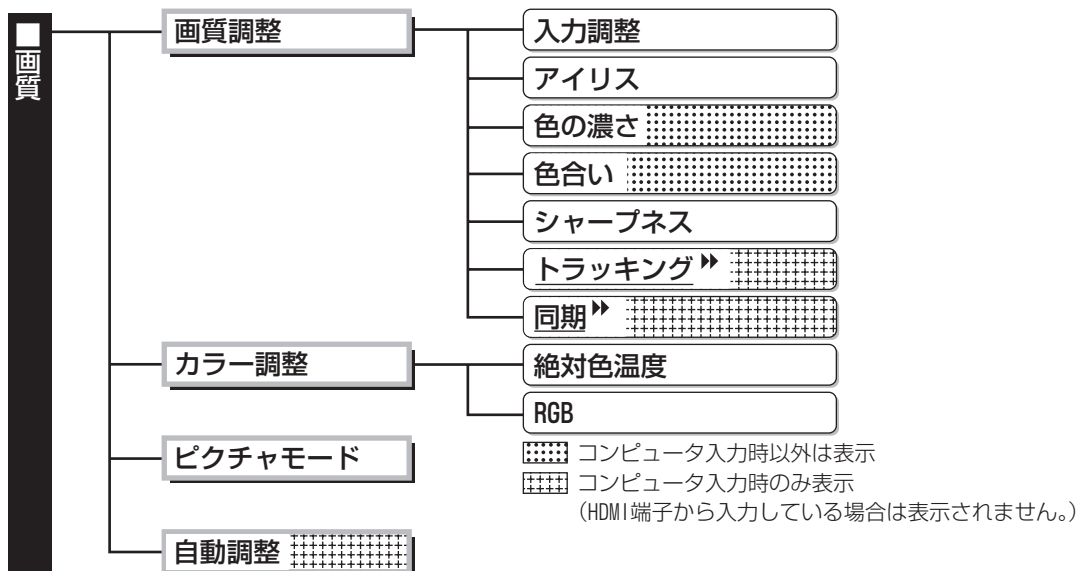 ■画質
画質調整
入力調整
アイリス
色の濃さ
色合い
シャープネス
トラッキング
同期
カラー調整
絶対色温度
RGB
ピクチャモード
自動調整
コンピュータ入力時以外は表示
コンピュータ入力時のみ表示
（HDMI端子から入力している場合は表示されません。）